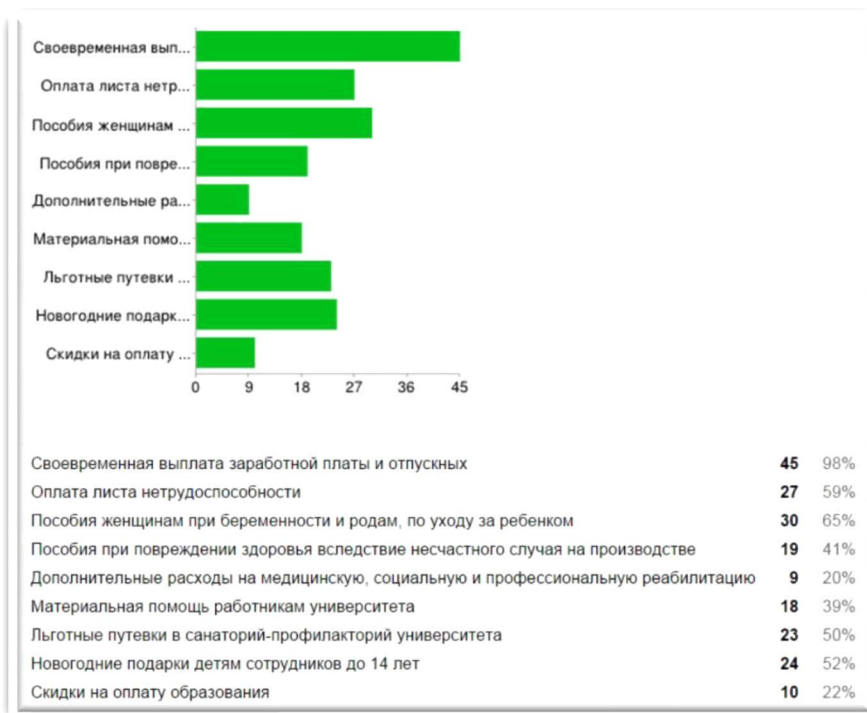 Своевременная вып...
Оплата листа нетр...
Пособия женщинам ...
Пособия при повре...
Дополнительные ра...
Материальная помо...
Льготные путевки ...
Новогодние подарк...
Скидки на оплату ...
0 9 18 27 36 45
Своевременная выплата заработной платы и отпускных 45 98%
Оплата листа нетрудоспособности 27 59%
Пособия женщинам при беременности и родам, по уходу за ребенком 30 65%
Пособия при повреждении здоровья вследствие несчастного случая на производстве 19 41%
Дополнительные расходы на медицинскую, социальную и профессиональную реабилитацию 9 20%
Материальная помощь работникам университета 18 39%
Льготные путевки в санаторий-профилакторий университета 23 50%
Новогодние подарки детям сотрудников до 14 лет 24 52%
Скидки на оплату образования 10 22%